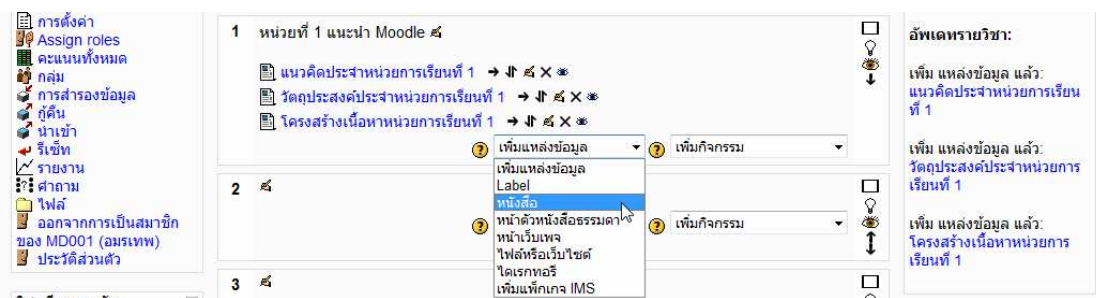 การตั้งค่า
Assign roles
คะแนนทั้งหมด
กลุ่ม
การสำรองข้อมูล
กู้คืน
นำเข้า
รีเซ็ท
รายงาน
คำถาม
ไฟล์
ออกจากการเป็นสมาชิก
ของ MD001 (อมรเทพ)
ประวัติส่วนตัว
1 หน่วยที่ 1 แนะนำ Moodle
แนวคิดประจำหน่วยการเรียนที่ 1
วัตถุประสงค์ประจำหน่วยการเรียนที่ 1
โครงสร้างเนื้อหาหน่วยการเรียนที่ 1
เพิ่มแหล่งข้อมูล เพิ่มกิจกรรม
เพิ่มแหล่งข้อมูล
Label
หนังสือ
หน้าตัวหนังสือธรรมดา
หน้าเว็บเพจ
ไฟล์หรือเว็บไซต์
ไดเรกทอรี
เพิ่มแพ็กเกจ IMS
2
เพิ่มกิจกรรม
3
อัพเดทรายวิชา:
เพิ่ม แหล่งข้อมูล แล้ว:
แนวคิดประจำหน่วยการเรียน
ที่ 1
เพิ่ม แหล่งข้อมูล แล้ว:
วัตถุประสงค์ประจำหน่วยการ
เรียนที่ 1
เพิ่ม แหล่งข้อมูล แล้ว:
โครงสร้างเนื้อหาหน่วยการ
เรียนที่ 1